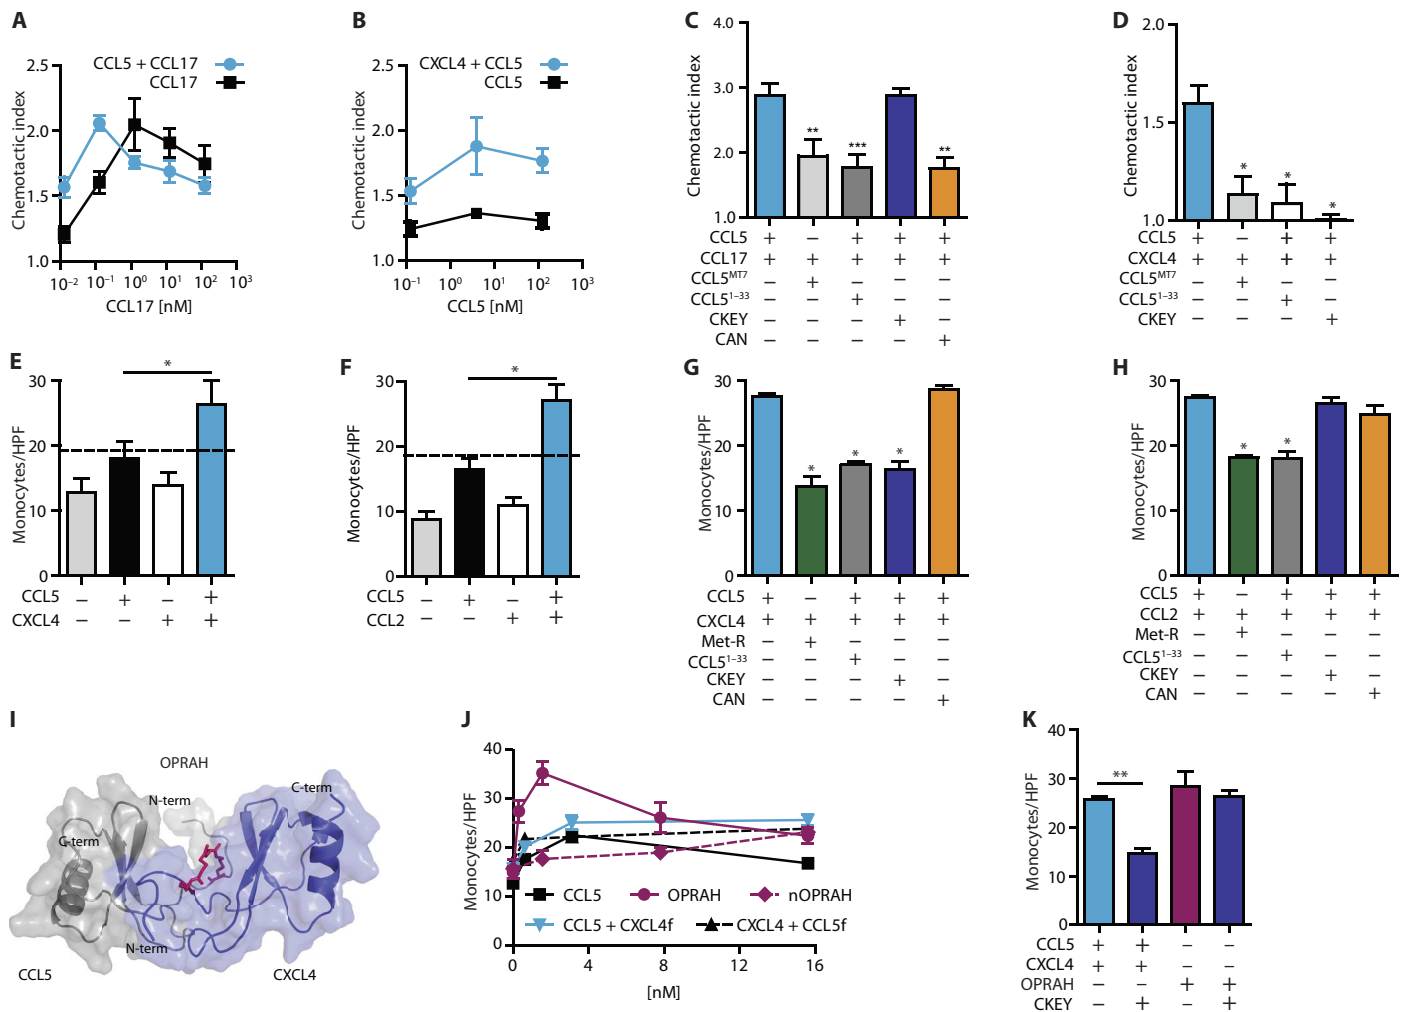 A
Chemotactic index
2.5
2.0
1.5
1.0
CCL5 + CCL17
CCL17
10⁻² 10⁻¹ 10⁰ 10¹ 10² 10³
CCL17 [nM]
B
Chemotactic index
2.5
2.0
1.5
1.0
CXCL4 + CCL5
CCL5
10⁻¹ 10⁰ 10¹ 10² 10³
CCL5 [nM]
C
Chemotactic index
4.0
3.0
2.0
1.0
** *** **
CCL5 + − + + +
CCL17 + + + + +
CCL5ᴹᵀ⁷ − + − − −
CCL5¹⁻³³ − − + − −
CKEY − − − + −
CAN − − − − +
D
Chemotactic index
2.0
1.5
1.0
* * *
CCL5 + − + +
CXCL4 + + + +
CCL5ᴹᵀ⁷ − + − −
CCL5¹⁻³³ − − + −
CKEY − − − +
E
Monocytes/HPF
30
20
10
0
*
CCL5 − + − +
CXCL4 − − + +
F
Monocytes/HPF
30
20
10
0
*
CCL5 − + − +
CCL2 − − + +
G
Monocytes/HPF
30
20
10
0
* * *
CCL5 + − + + +
CXCL4 + + + + +
Met-R − + − − −
CCL5¹⁻³³ − − + − −
CKEY − − − + −
CAN − − − − +
H
Monocytes/HPF
30
20
10
0
* *
CCL5 + − + + +
CCL2 + + + + +
Met-R − + − − −
CCL5¹⁻³³ − − + − −
CKEY − − − + −
CAN − − − − +
I
OPRAH
N-term
C-term
C-term
N-term
CCL5
CXCL4
J
Monocytes/HPF
40
30
20
10
0
CCL5 OPRAH nOPRAH
CCL5 + CXCL4f CXCL4 + CCL5f
0 4 8 12 16
[nM]
K
Monocytes/HPF
40
30
20
10
0
**
CCL5 + + − −
CXCL4 + + − −
OPRAH − − + +
CKEY − + − +